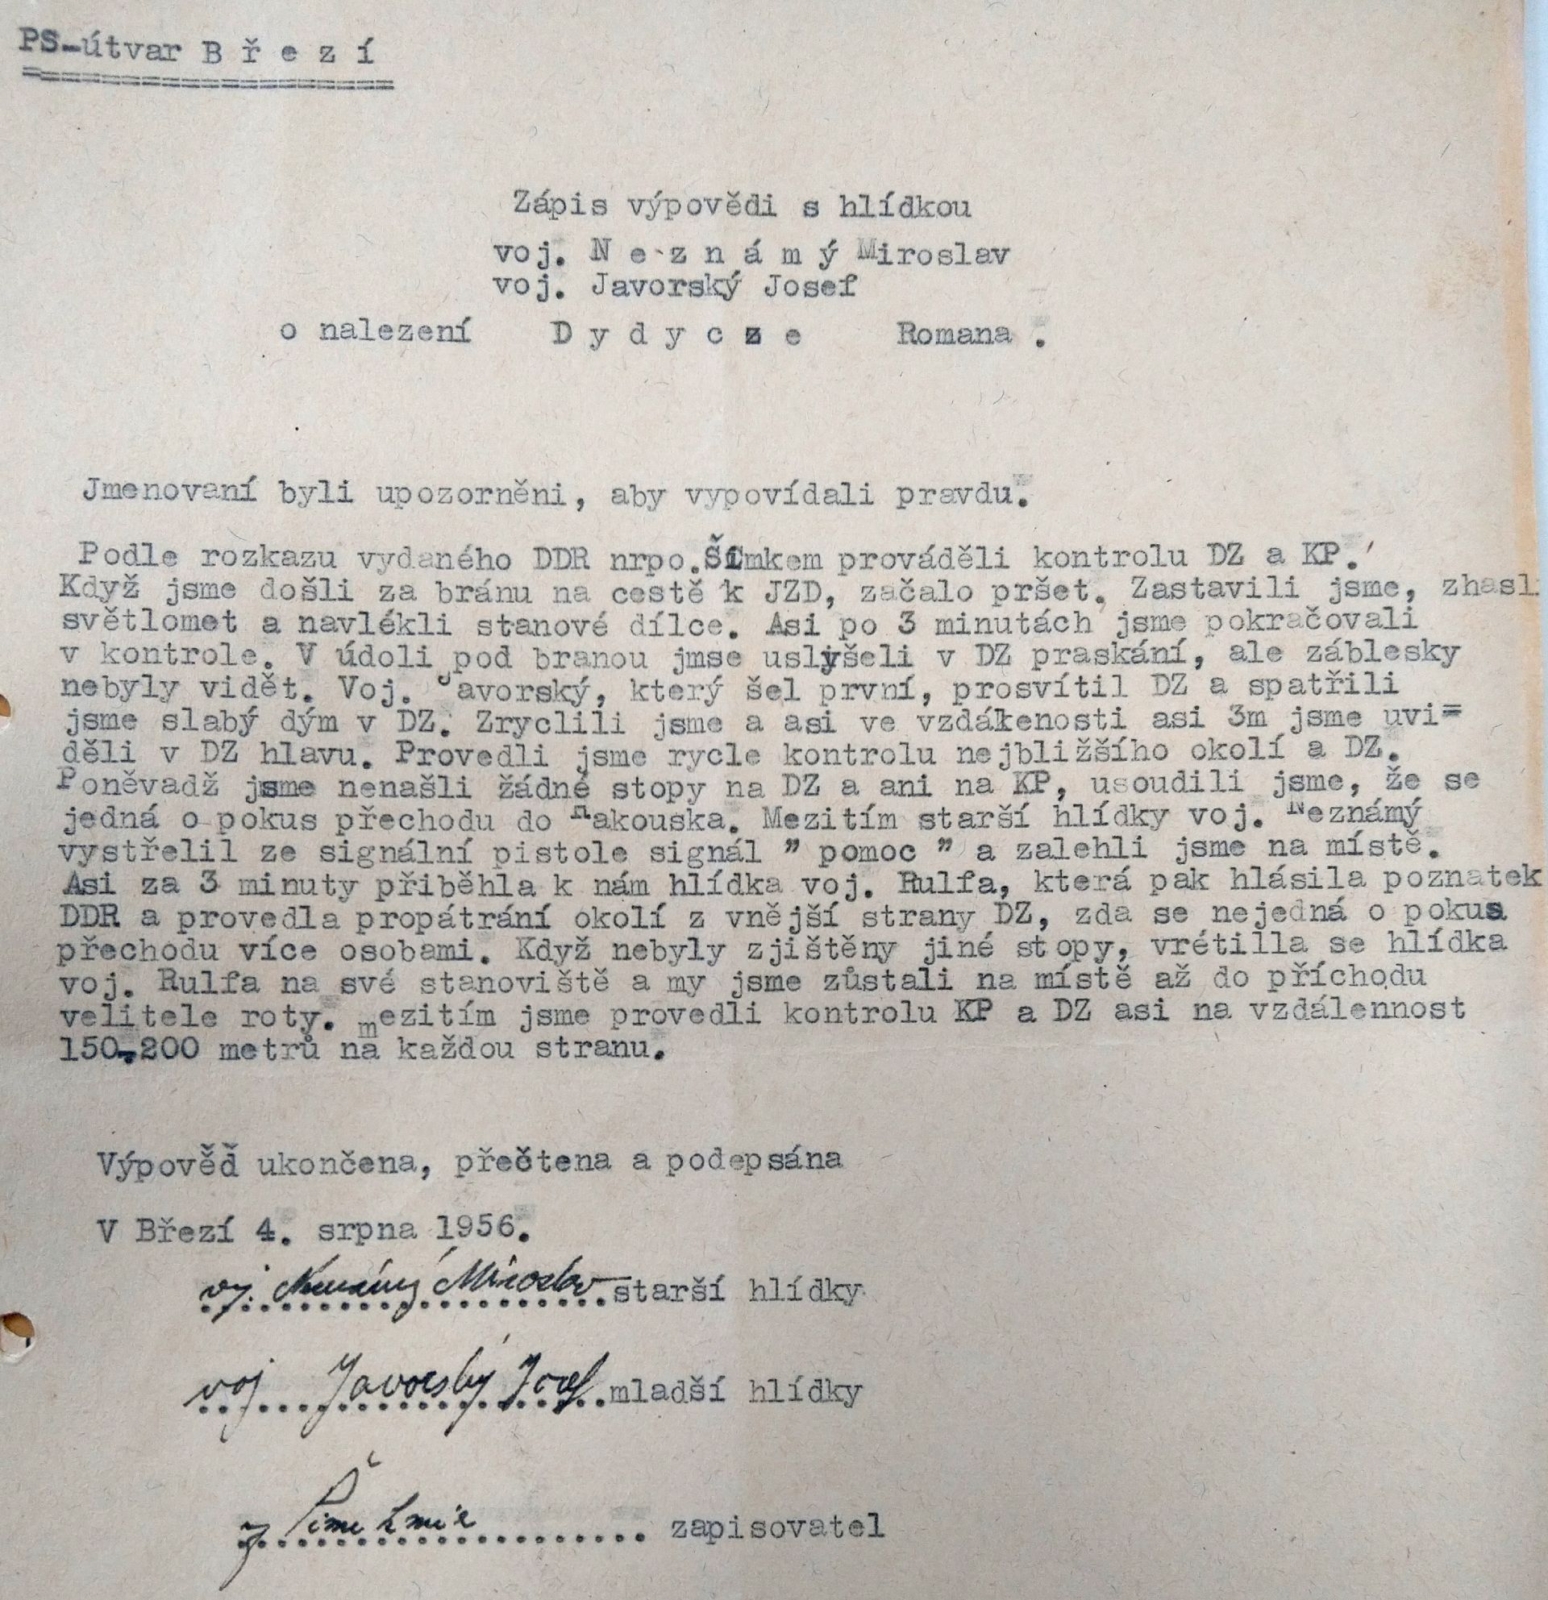 PS-útvar B ř e z í
Zápis výpovědi s hlídkou
voj. N e z n á m ý Miroslav
voj. Javorský Josef
o nalezení D y d y c z e Romana .
Jmenovaní byli upozorněni, aby vypovídali pravdu.
Podle rozkazu vydaného DDR nrpo.Šimkem prováděli kontrolu DZ a KP.
Když jsme došli za bránu na cestě k JZD, začalo pršet. Zastavili jsme, zhasli
světlomet a navlékli stanové dílce. Asi po 3 minutách jsme pokračovali
v kontrole. V údoli pod branou jmse uslyšeli v DZ praskání, ale záblesky
nebyly vidět. Voj. Javorský, který šel první, prosvítil DZ a spatřili
jsme slabý dým v DZ. Zryclili jsme a asi ve vzdákenosti asi 3m jsme uvi=
děli v DZ hlavu. Provedli jsme rycle kontrolu nejbližšího okolí a DZ.
Poněvadž jsme nenašli žádné stopy na DZ a ani na KP, usoudili jsme, že se
jedná o pokus přechodu do Rakouska. Mezitím starší hlídky voj. Neznámý
vystřelil ze signální pistole signál " pomoc " a zalehli jsme na místě.
Asi za 3 minuty přiběhla k nám hlídka voj. Rulfa, která pak hlásila poznatek
DDR a provedla propátrání okolí z vnější strany DZ, zda se nejedná o pokus
přechodu více osobami. Když nebyly zjištěny jiné stopy, vrétilla se hlídka
voj. Rulfa na své stanoviště a my jsme zůstali na místě až do příchodu
velitele roty. mezitím jsme provedli kontrolu KP a DZ asi na vzdálennost
150-200 metrů na každou stranu.
Výpověď ukončena, přečtena a podepsána
V Březí 4. srpna 1956.
voj. Neznámý Miroslav starší hlídky
voj Javorský Josef mladší hlídky
zapisovatel